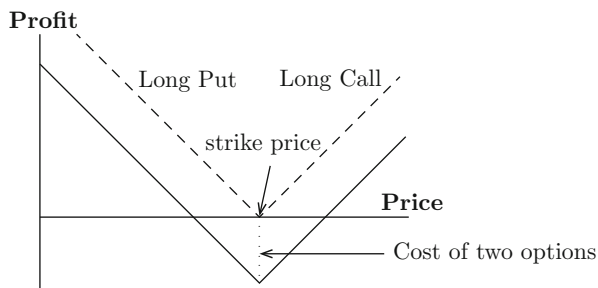 Profit
Long Put
Long Call
strike price
Price
Cost of two options